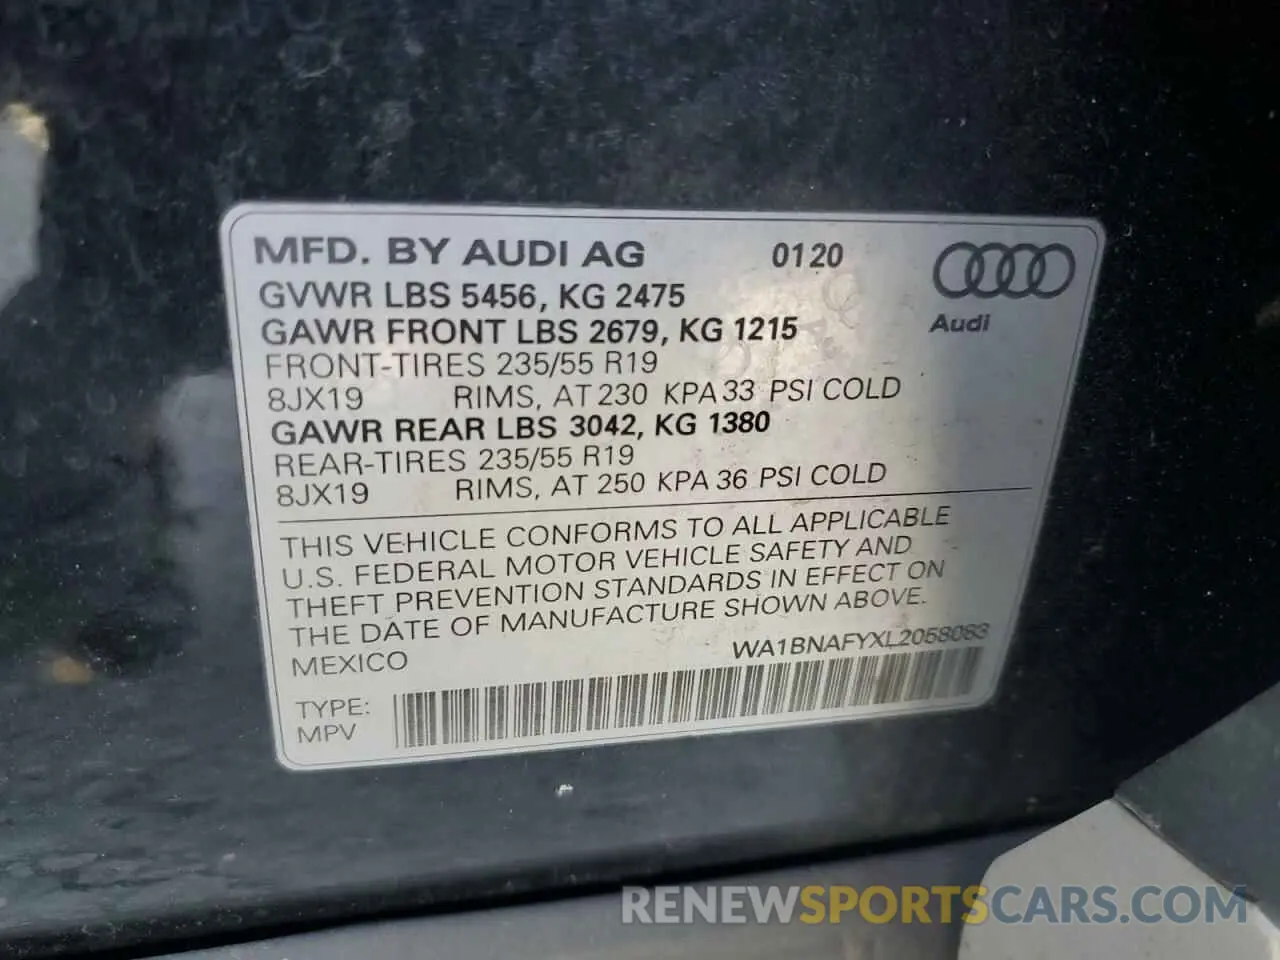 MFD. BY AUDI AG 0120
GVWR LBS 5456, KG 2475
GAWR FRONT LBS 2679, KG 1215
Audi
FRONT-TIRES 235/55 R19
8JX19 RIMS, AT 230 KPA 33 PSI COLD
GAWR REAR LBS 3042, KG 1380
REAR-TIRES 235/55 R19
8JX19 RIMS, AT 250 KPA 36 PSI COLD
THIS VEHICLE CONFORMS TO ALL APPLICABLE
U.S. FEDERAL MOTOR VEHICLE SAFETY AND
THEFT PREVENTION STANDARDS IN EFFECT ON
THE DATE OF MANUFACTURE SHOWN ABOVE.
MEXICO WA1BNAFYXL2058083
TYPE:
MPV
RENEWSPORTSCARS.COM